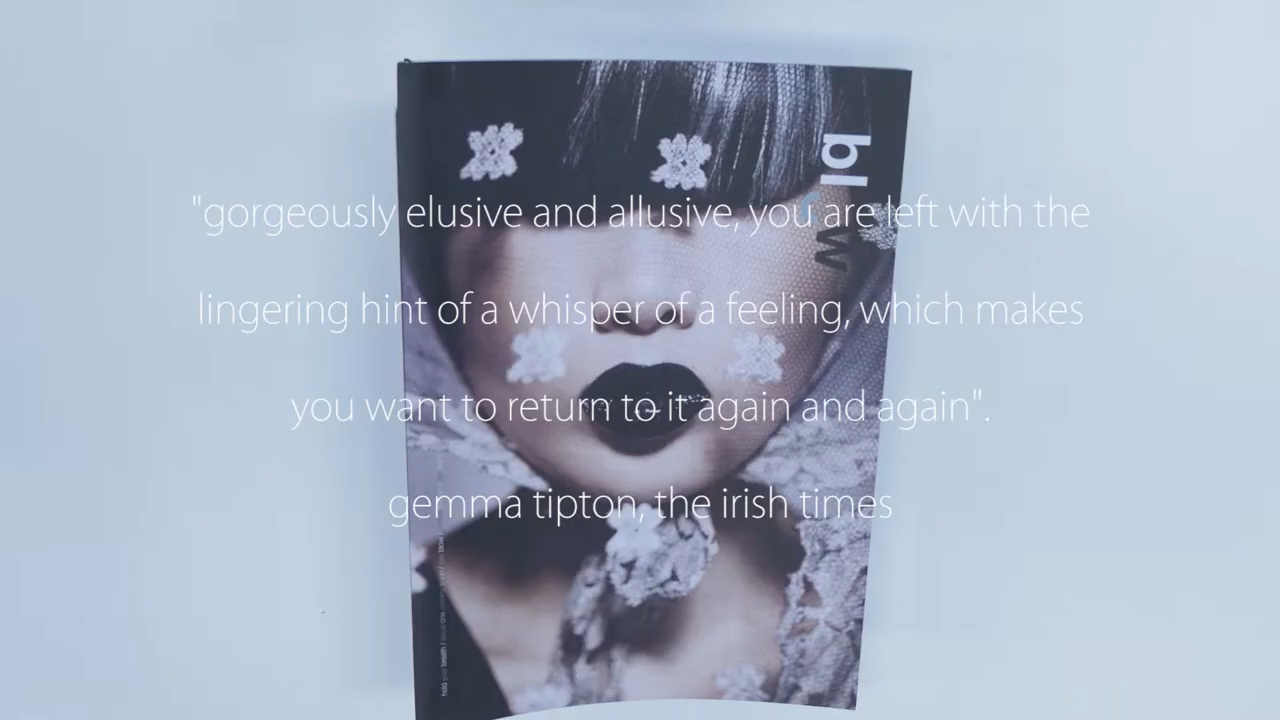 "gorgeously elusive and allusive, you are left with the
lingering hint of a whisper of a feeling, which makes
you want to return to it again and again".
gemma tipton, the irish times
blow